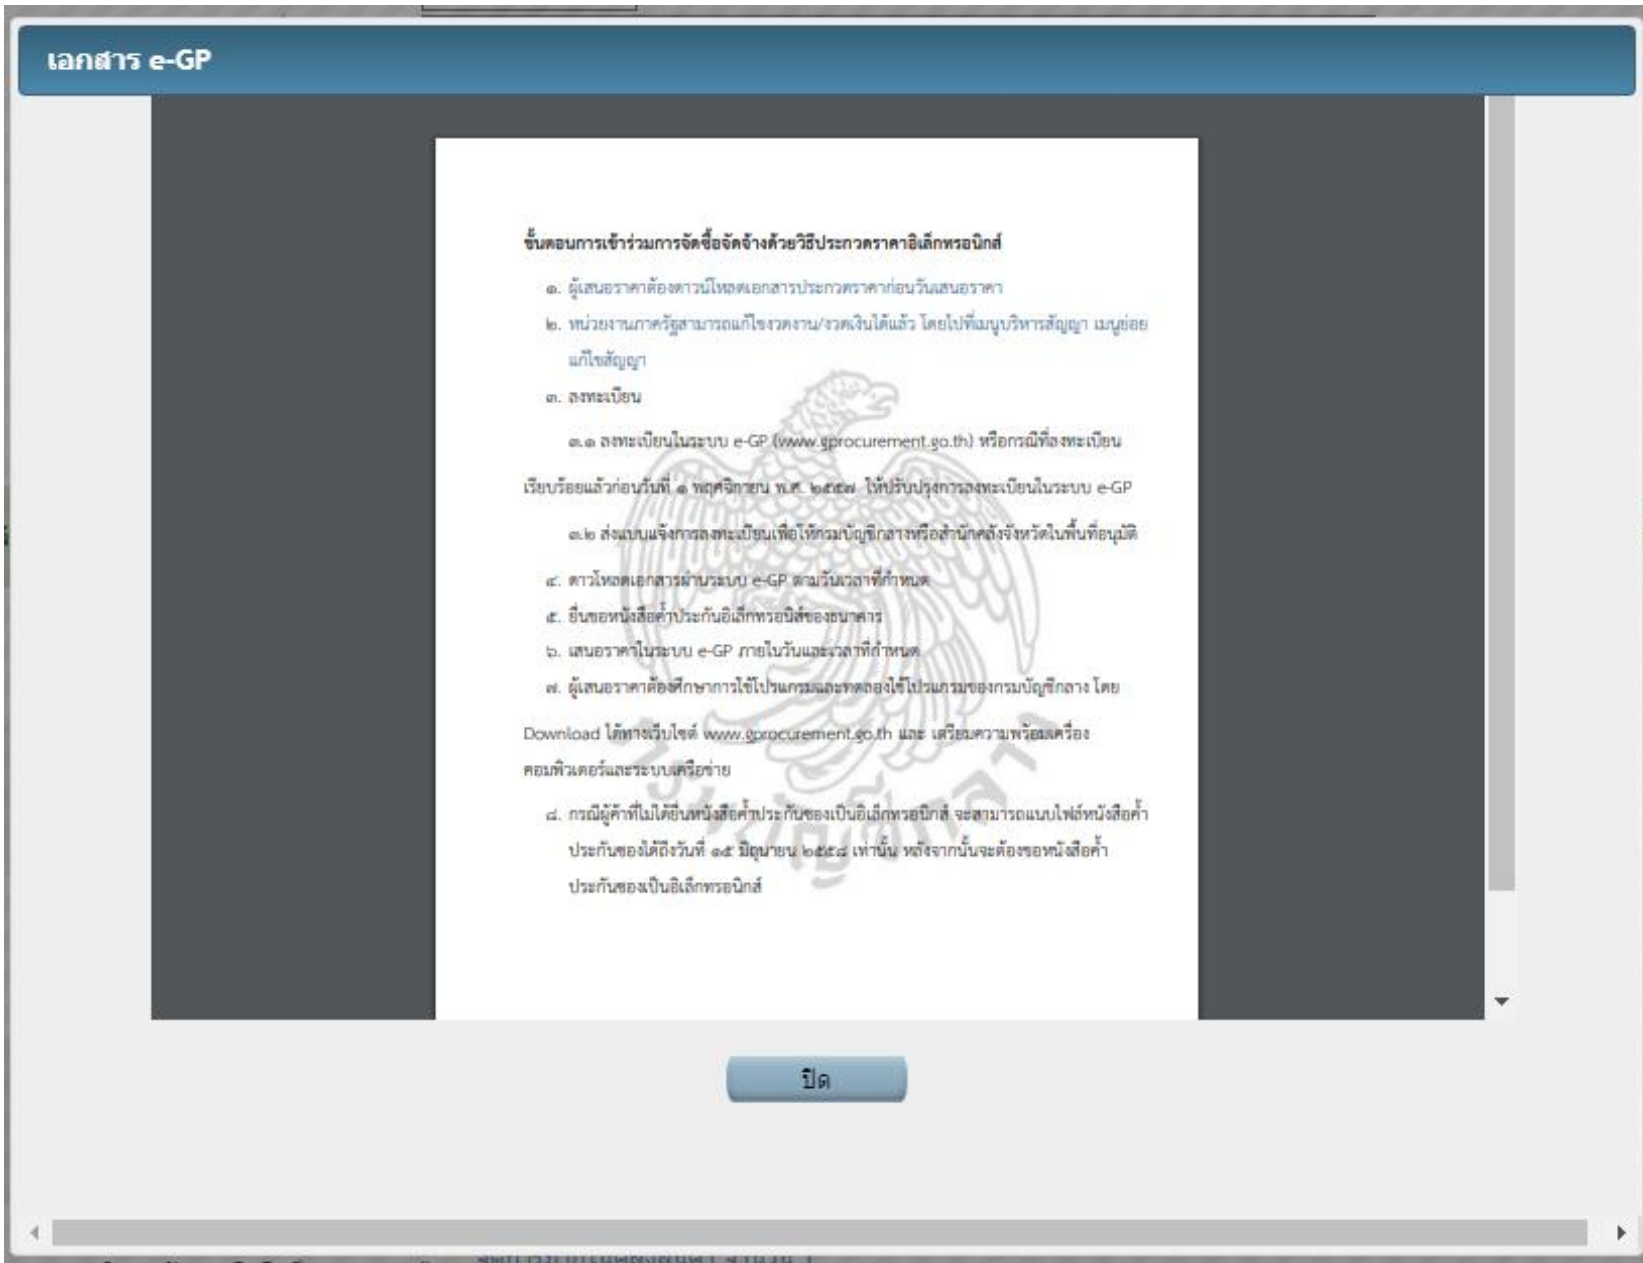 เอกสาร e-GP
ขั้นตอนการเข้าร่วมการจัดซื้อจัดจ้างด้วยวิธีประกวดราคาอิเล็กทรอนิกส์
๑. ผู้เสนอราคาต้องดาวน์โหลดเอกสารประกวดราคาก่อนวันเสนอราคา
๒. หน่วยงานภาครัฐสามารถแก้ไขงวดงาน/งวดเงินได้แล้ว โดยไปที่เมนูบริหารสัญญา เมนูย่อย
แก้ไขสัญญา
๓. ลงทะเบียน
๓.๑ ลงทะเบียนในระบบ e-GP (www.gprocurement.go.th) หรือกรณีที่ลงทะเบียน
เรียบร้อยแล้วก่อนวันที่ ๑ พฤศจิกายน พ.ศ. ๒๕๕๗ ให้ปรับปรุงการลงทะเบียนในระบบ e-GP
๓.๒ ส่งแบบแจ้งการลงทะเบียนเพื่อให้กรมบัญชีกลางหรือสำนักคลังจังหวัดในพื้นที่อนุมัติ
๔. ดาวโหลดเอกสารผ่านระบบ e-GP ตามวันเวลาที่กำหนด
๕. ยื่นขอหนังสือค้ำประกันอิเล็กทรอนิส์ของธนาคาร
๖. เสนอราคาในระบบ e-GP ภายในวันและเวลาที่กำหนด
๗. ผู้เสนอราคาต้องศึกษาการใช้โปรแกรมและทดลองใช้โปรแกรมของกรมบัญชีกลาง โดย
Download ได้ทางเว็บไซต์ www.gprocurement.go.th และ เตรียมความพร้อมเครื่อง
คอมพิวเตอร์และระบบเครือข่าย
๘. กรณีผู้ค้าที่ไม่ได้ยื่นหนังสือค้ำประกันซองเป็นอิเล็กทรอนิกส์ จะสามารถแนบไฟล์หนังสือค้ำ
ประกันซองได้ถึงวันที่ ๑๕ มิถุนายน ๒๕๕๘ เท่านั้น หลังจากนั้นจะต้องขอหนังสือค้ำ
ประกันซองเป็นอิเล็กทรอนิกส์
กรมบัญชีกลาง
ปิด